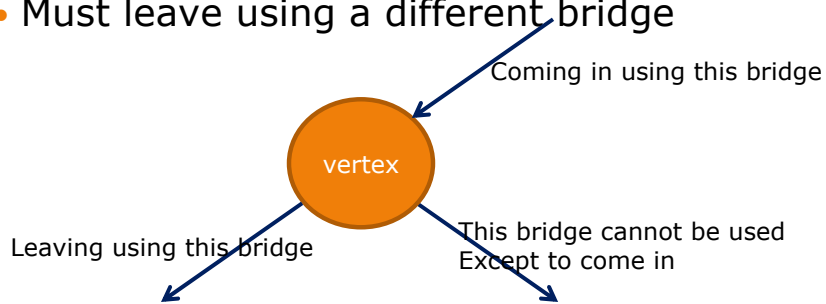 • Must leave using a different bridge
Coming in using this bridge
vertex
Leaving using this bridge
This bridge cannot be used
Except to come in